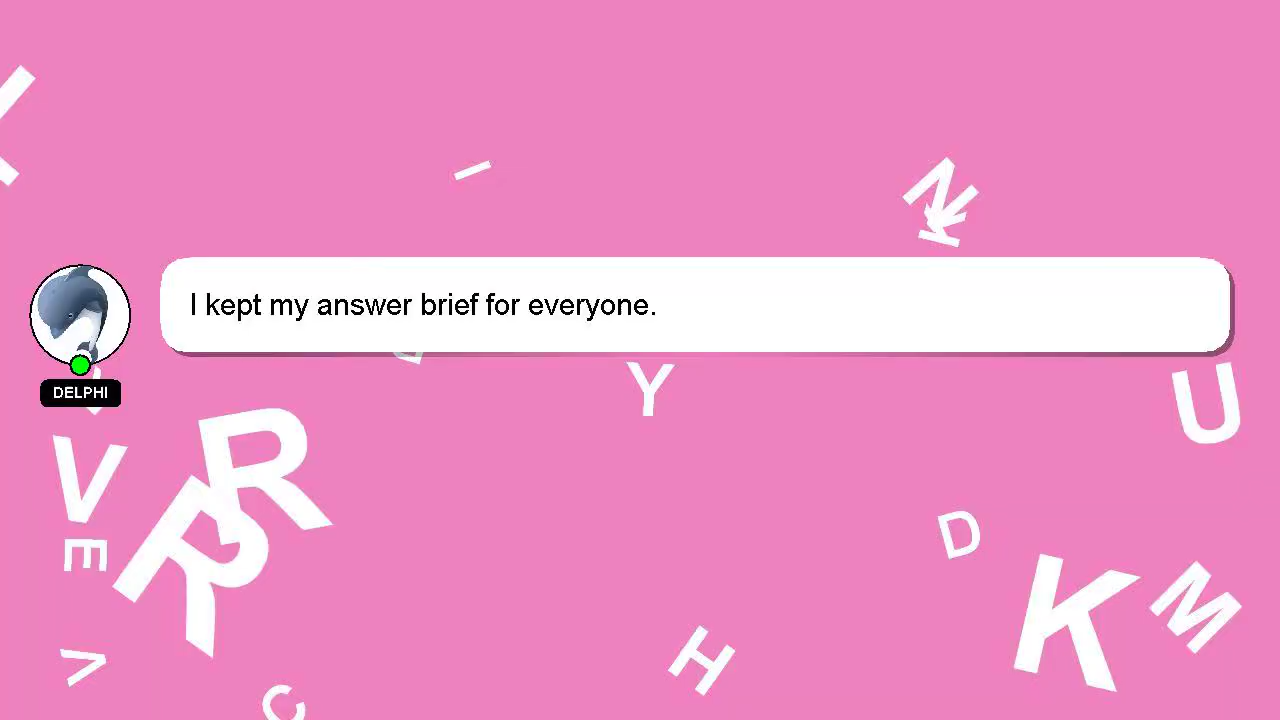 I kept my answer brief for everyone.
DELPHI
I
N
K
Y
U
V
R
R
E
D
K
M
V
H
C